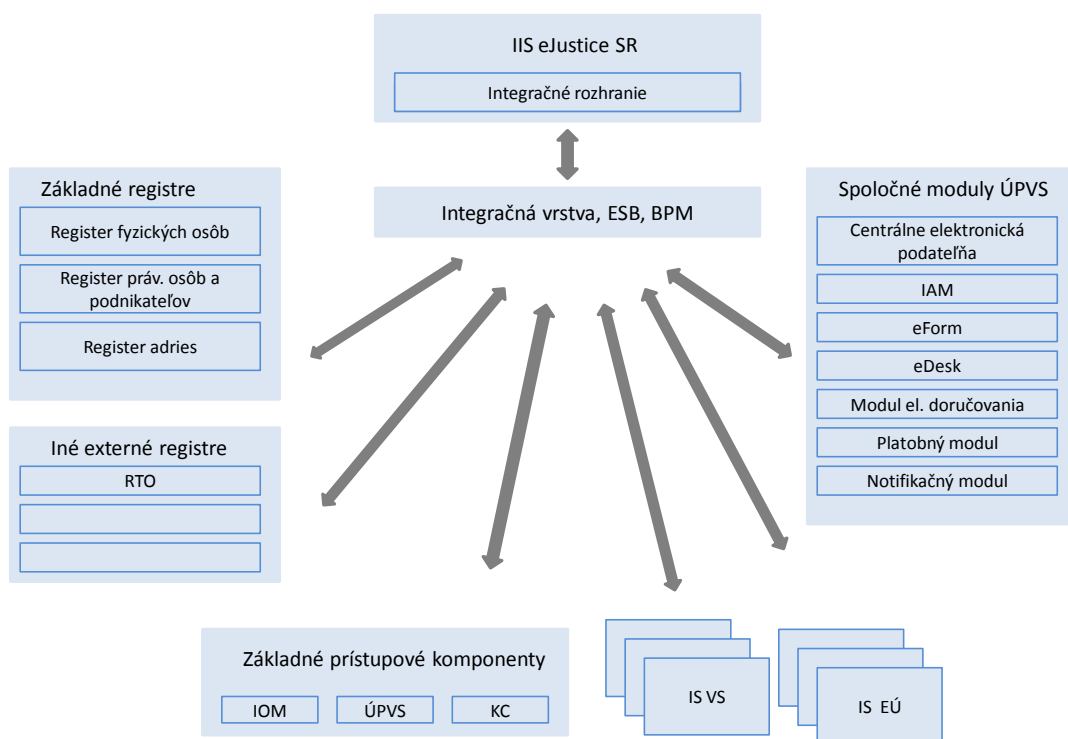 IIS eJustice SR
Integračné rozhranie
Integračná vrstva, ESB, BPM
Základné registre
Register fyzických osôb
Register práv. osôb a
podnikateľov
Register adries
Iné externé registre
RTO
Spoločné moduly ÚPVS
Centrálne elektronická
podateľňa
IAM
eForm
eDesk
Modul el. doručovania
Platobný modul
Notifikačný modul
Základné prístupové komponenty
IOM
ÚPVS
KC
IS VS
IS EÚ